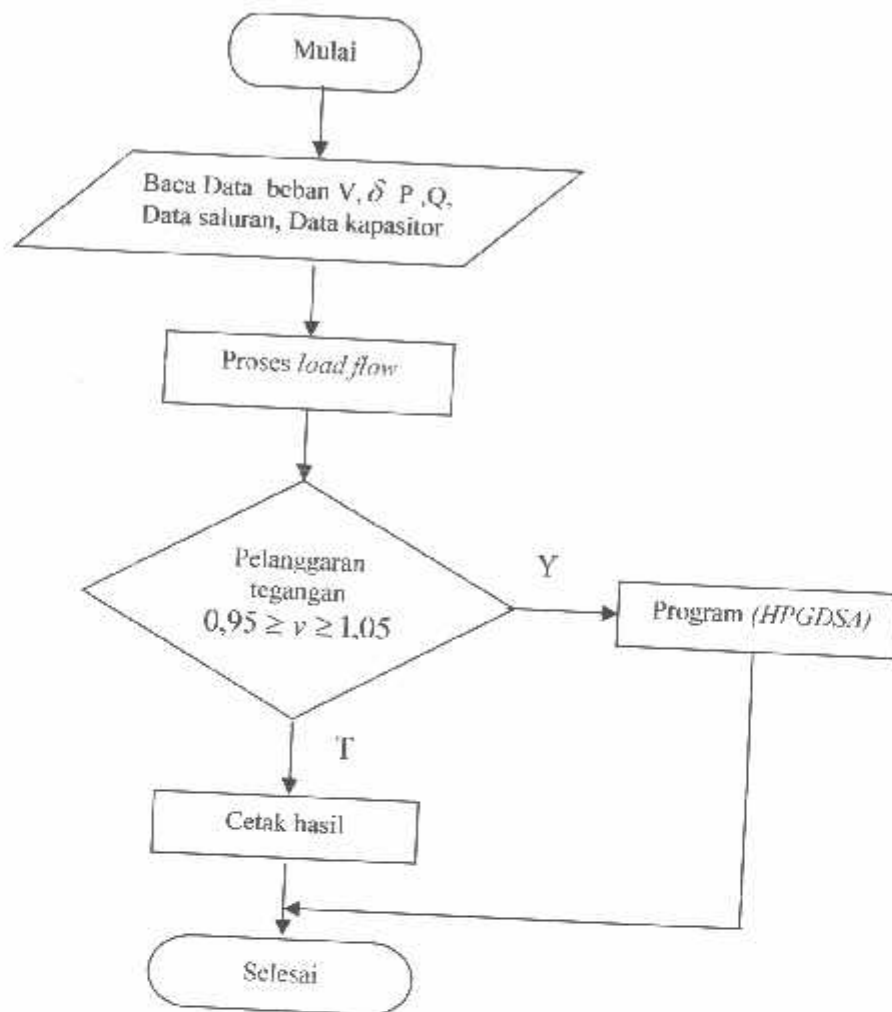 Mulai
Baca Data beban V, δ P ,Q,
Data saluran, Data kapasitor
Proses load flow
Pelanggaran
tegangan
0,95 ≥ v ≥ 1,05
Y
Program (HPGDSA)
T
Cetak hasil
Selesai